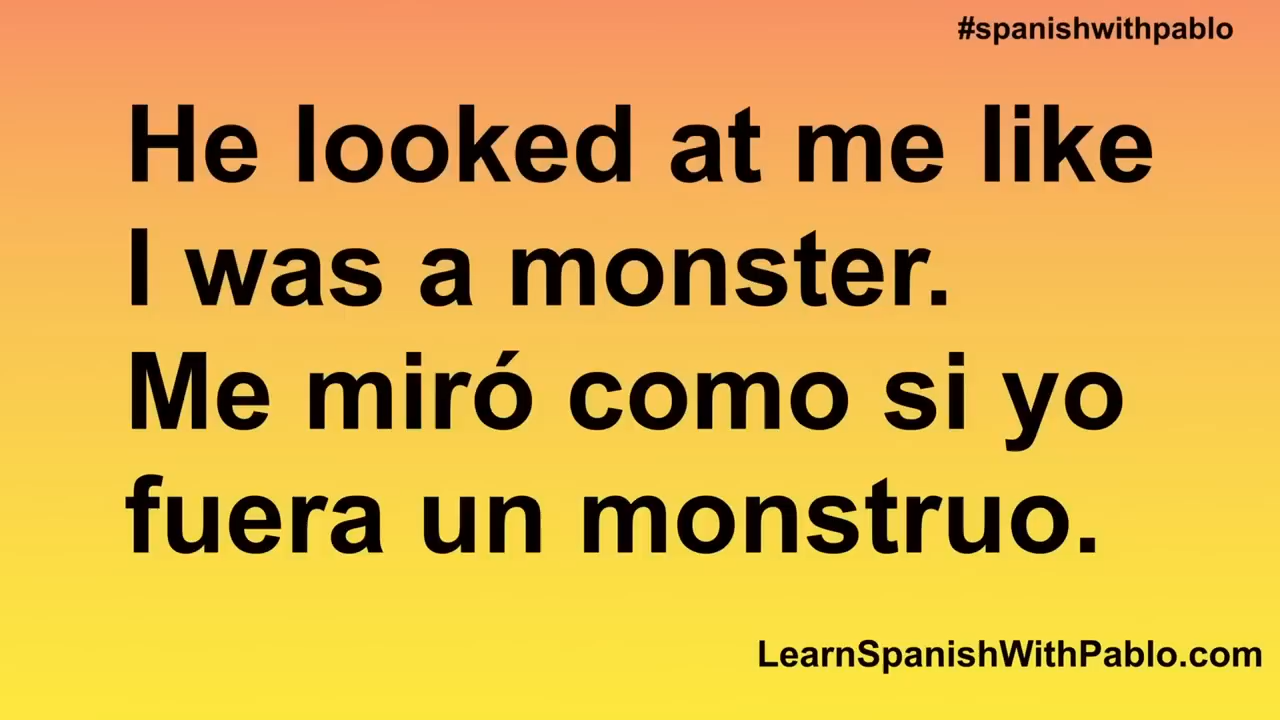 #spanishwithpablo
He looked at me like
I was a monster.
Me miró como si yo
fuera un monstruo.
LearnSpanishWithPablo.com